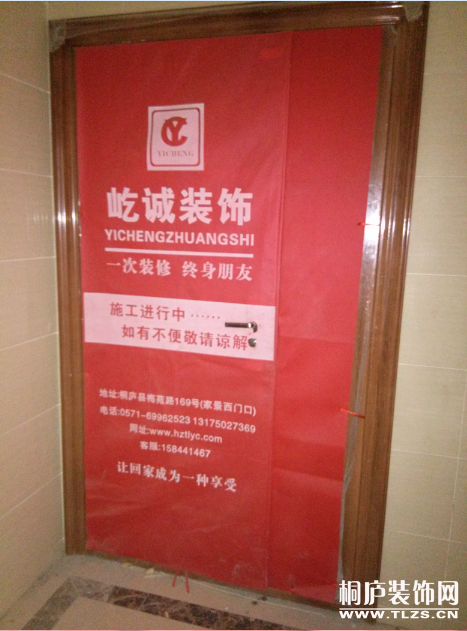 YC
YICHENG
屹诚装饰
YICHENGZHUANGSHI
一次装修 终身朋友
施工进行中……
如有不便敬请谅解
地址:桐庐县梅苑路169号(家景西门口)
电话:0571-69962523 13175027369
网址:www.hztlyc.com
客服:158441467
让回家成为一种享受
桐庐装饰网
WWW.TLZS.CN